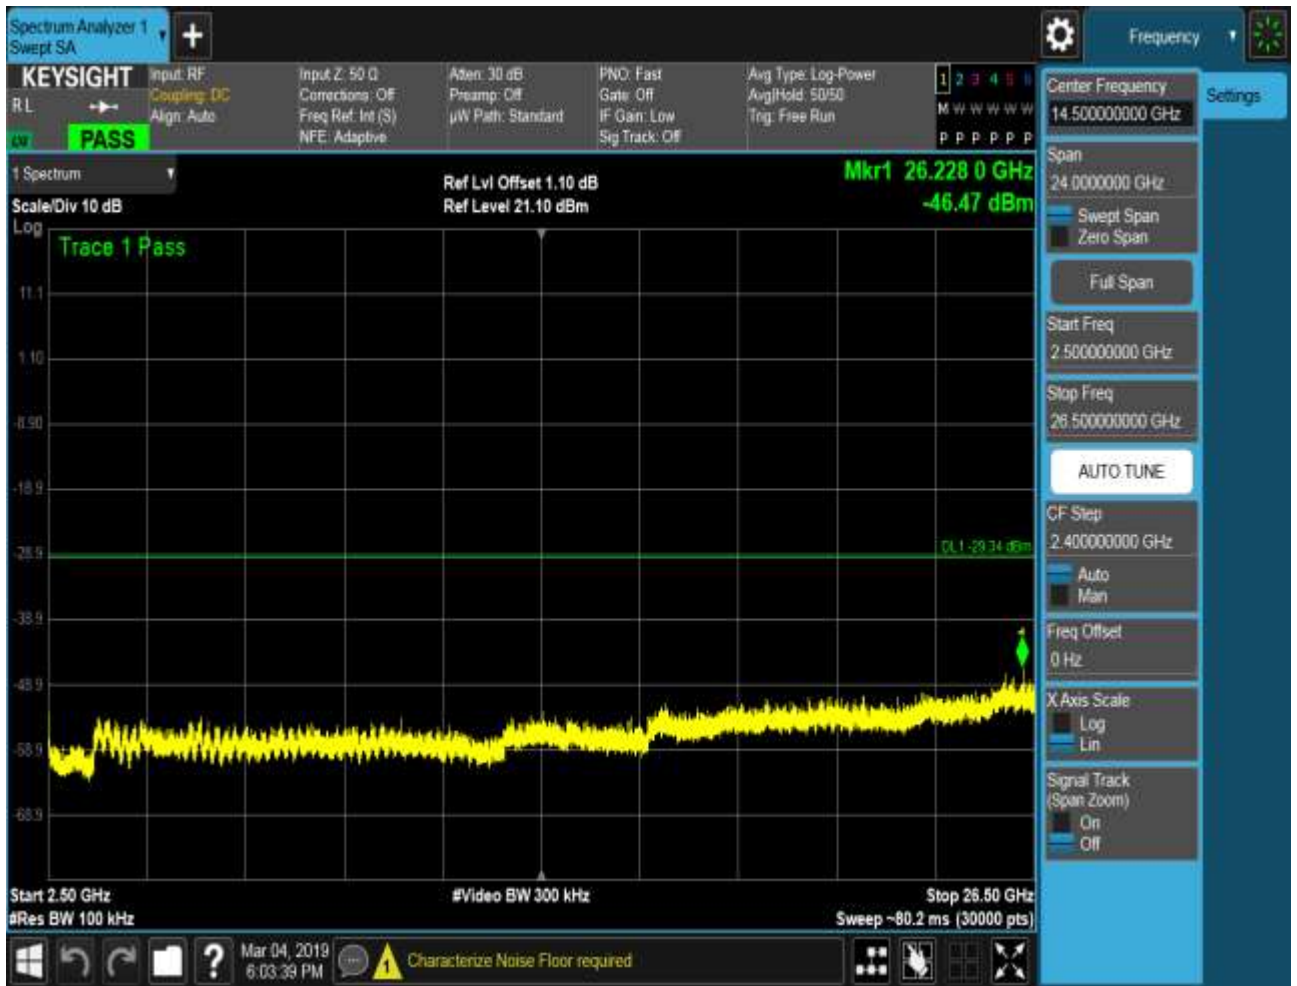 Spectrum Analyzer 1
Swept SA
+
Frequency
KEYSIGHT
R L
PASS
Input: RF
Coupling: DC
Align: Auto
Input Z: 50 Ω
Corrections: Off
Freq Ref: Int (S)
NFE: Adaptive
Atten: 30 dB
Preamp: Off
µW Path: Standard
PNO: Fast
Gate: Off
IF Gain: Low
Sig Track: Off
Avg Type: Log-Power
Avg|Hold: 50/50
Trig: Free Run
1 2 3 4 5 6
M W W W W W
P P P P P P
1 Spectrum
Scale/Div 10 dB
Log
Ref Lvl Offset 1.10 dB
Ref Level 21.10 dBm
Mkr1 26.228 0 GHz
-46.47 dBm
Trace 1 Pass
11.1
1.10
-8.90
-18.9
-28.9
DL1 -29.34 dBm
-38.9
-48.9
-58.9
-68.9
Start 2.50 GHz
#Video BW 300 kHz
Stop 26.50 GHz
#Res BW 100 kHz
Sweep ~80.2 ms (30000 pts)
Center Frequency
14.500000000 GHz
Settings
Span
24.0000000 GHz
Swept Span
Zero Span
Full Span
Start Freq
2.500000000 GHz
Stop Freq
26.500000000 GHz
AUTO TUNE
CF Step
2.400000000 GHz
Auto
Man
Freq Offset
0 Hz
X Axis Scale
Log
Lin
Signal Track
(Span Zoom)
On
Off
?
Mar 04, 2019
6:03:39 PM
1
Characterize Noise Floor required